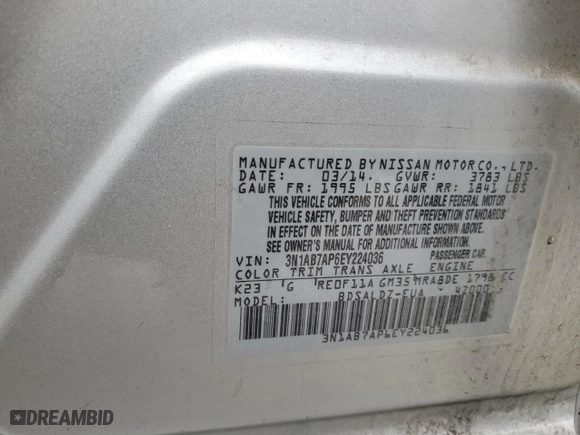 MANUFACTURED BY NISSAN MOTOR CO., LTD.
DATE: 03/14. GVWR: 3783 LBS
GAWR FR: 1995 LBS GAWR RR: 1841 LBS
THIS VEHICLE CONFORMS TO ALL APPLICABLE FEDERAL MOTOR
VEHICLE SAFETY, BUMPER AND THEFT PREVENTION STANDARDS
IN EFFECT ON THE DATE OF MANUFACTURE SHOWN ABOVE.
SEE OWNER'S MANUAL FOR ADDITIONAL INFORMATION.
VIN: 3N1AB7AP6EY224036 PASSENGER CAR.
COLOR TRIM TRANS AXLE ENGINE
K23 G RE0F11A GM35 MRA8DE 1798 CC
MODEL: BDSALDZ-EUA 42000
3N1AB7AP6EY224036
DREAMBID